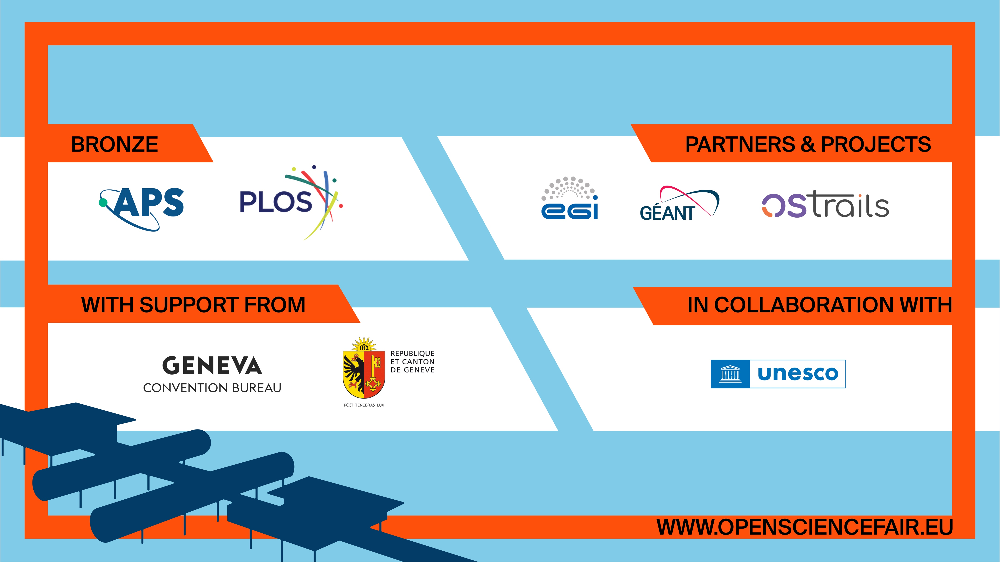 BRONZE
APS
PLOS
PARTNERS & PROJECTS
eGI
GÉANT
OStrails
WITH SUPPORT FROM
GENEVA
CONVENTION BUREAU
IHΣ
REPUBLIQUE
ET CANTON
DE GENEVE
POST TENEBRAS LUX
IN COLLABORATION WITH
UNESCO
unesco
WWW.OPENSCIENCEFAIR.EU